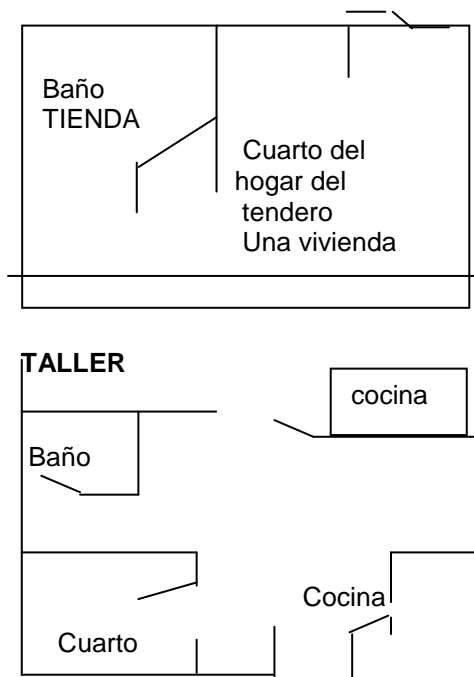 Baño
TIENDA
Cuarto del
hogar del
tendero
Una vivienda
TALLER
cocina
Baño
Cocina
Cuarto